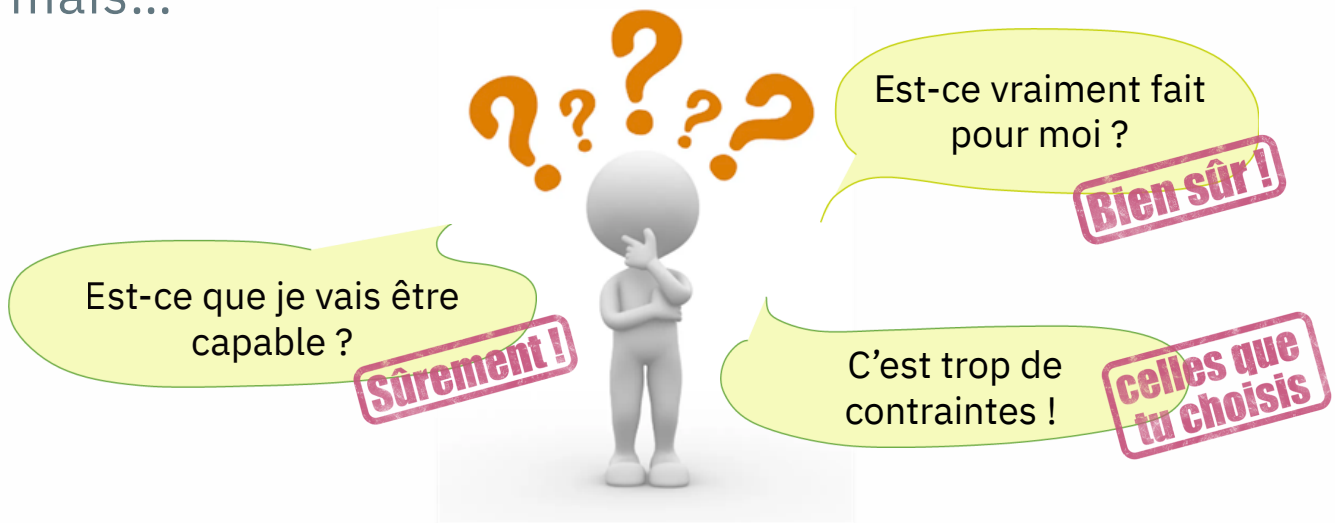 mais...
Est-ce vraiment fait
pour moi ?
Bien sûr !
Est-ce que je vais être
capable ?
Sûrement !
C’est trop de
contraintes !
celles que
tu choisis